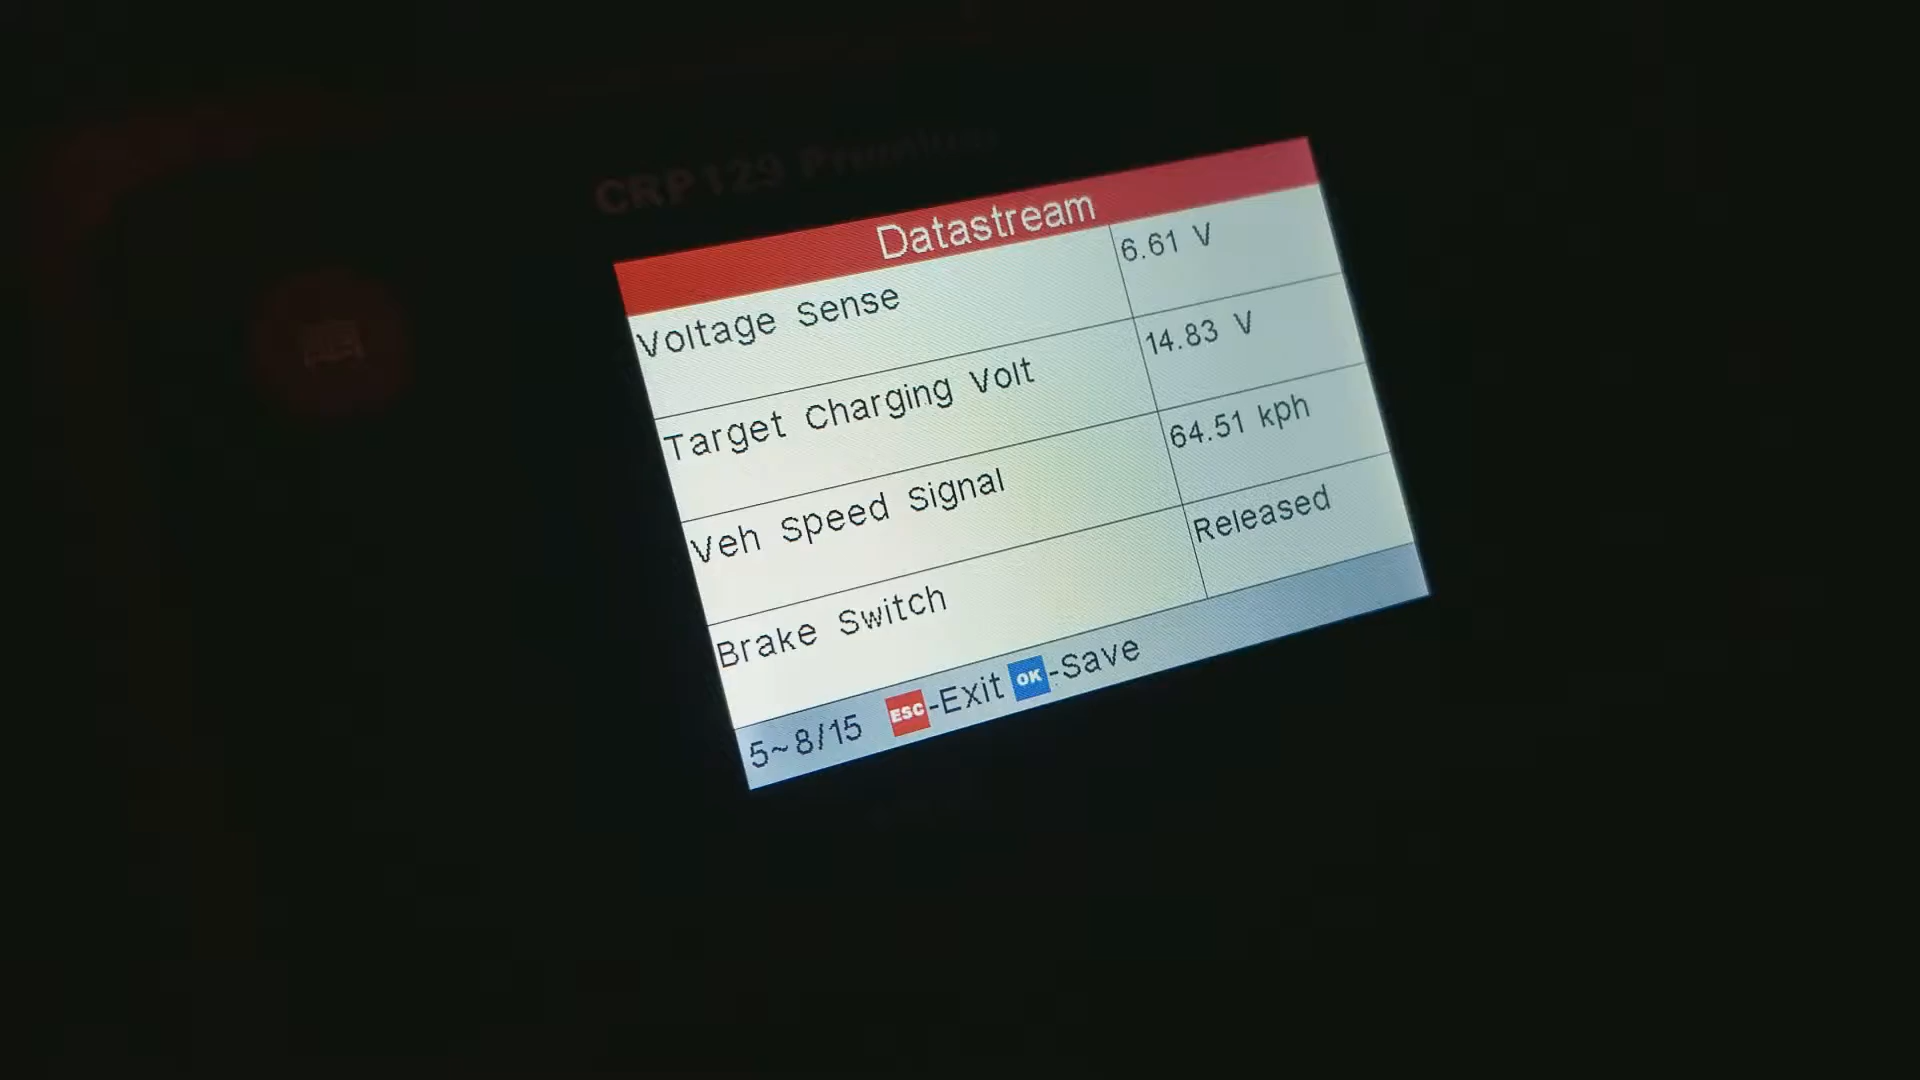 CRP129 Premium
Datastream
Voltage Sense 6.61 V
Target Charging Volt 14.83 V
Veh Speed Signal 64.51 kph
Brake Switch Released
5~8/15 ESC-Exit OK-Save